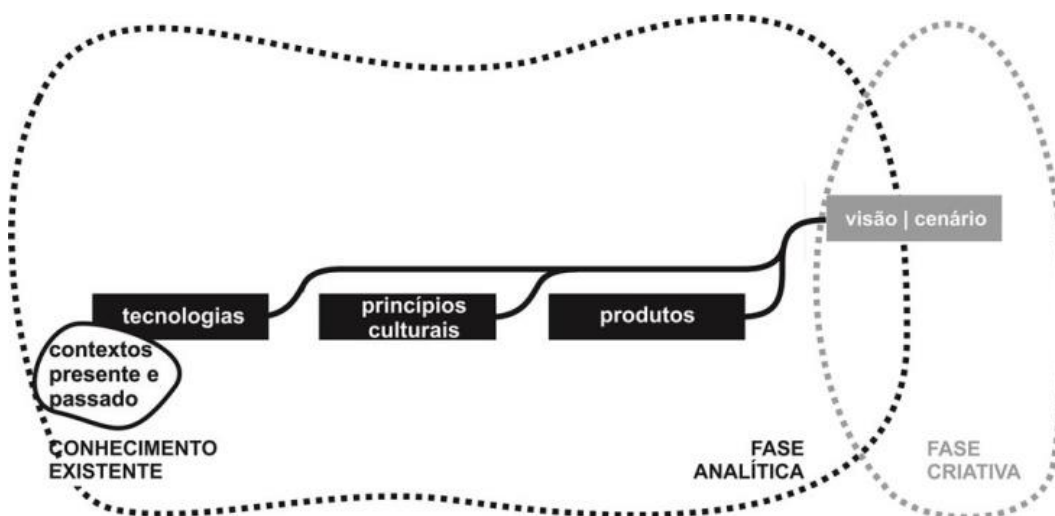 visão | cenário
tecnologias
princípios
culturais
produtos
contextos
presente e
passado
CONHECIMENTO
EXISTENTE
FASE
ANALÍTICA
FASE
CRIATIVA